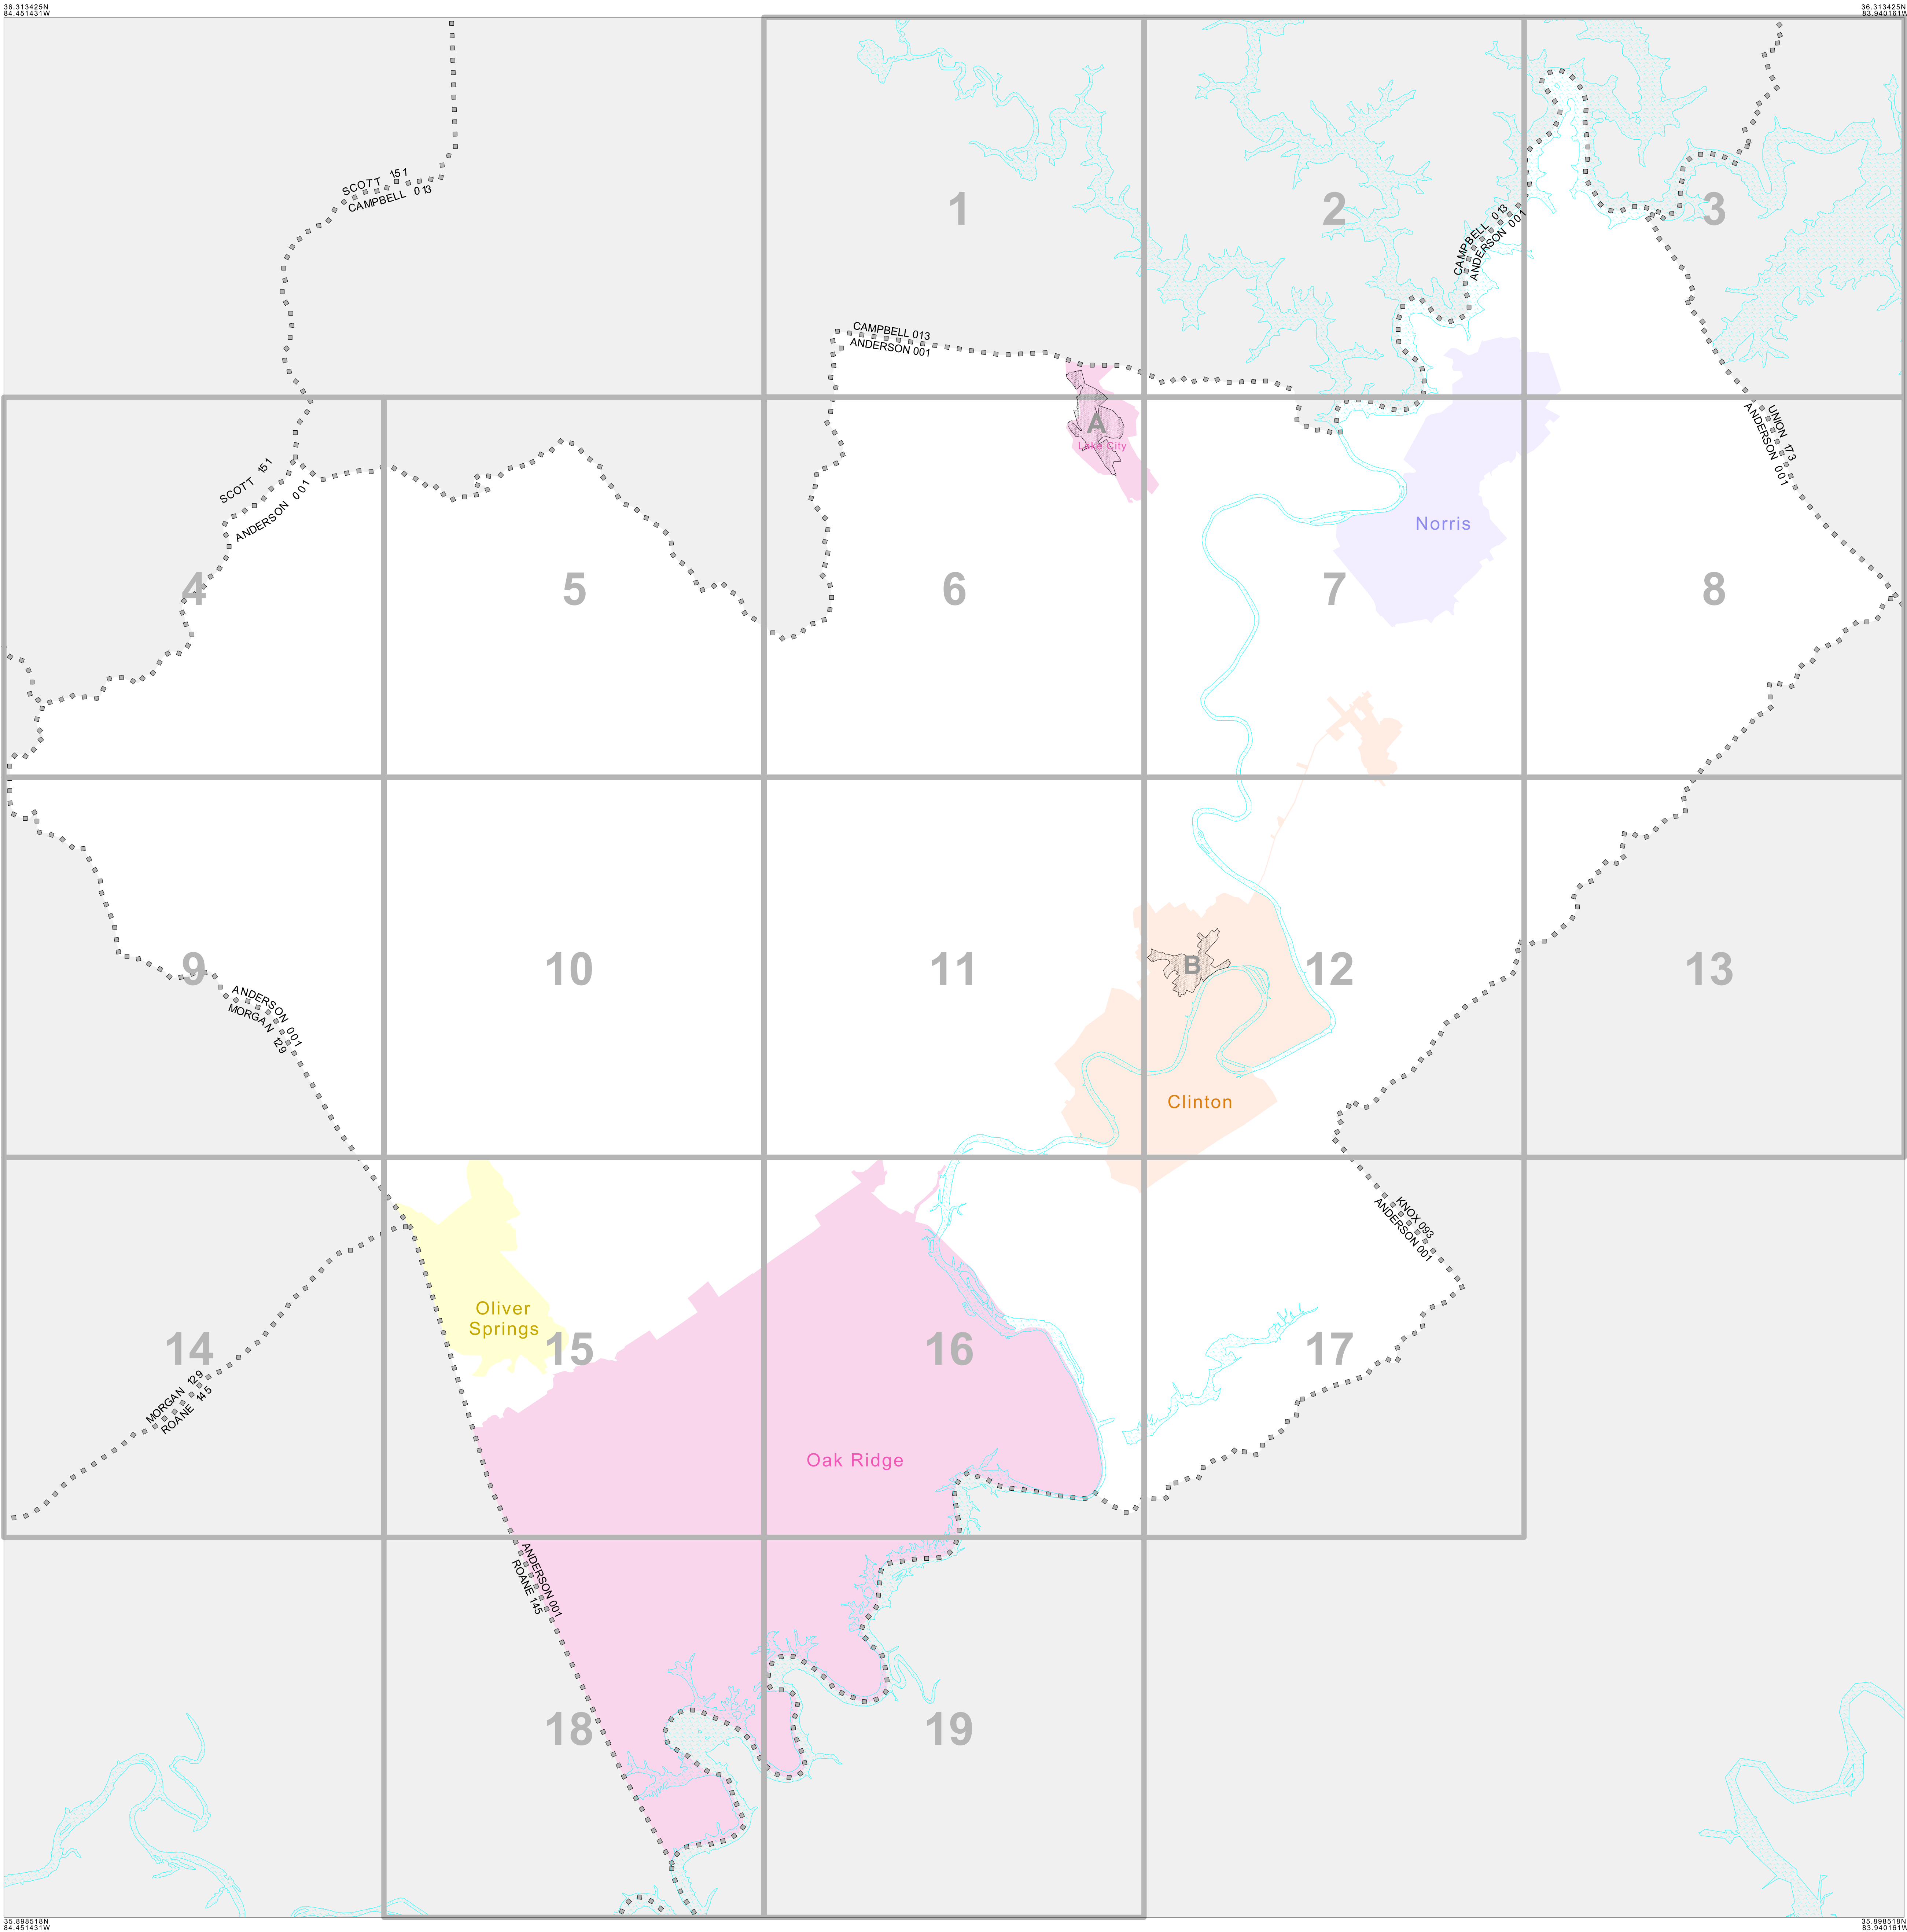 36.313425N
84.451431W
36.313425N
83.940161W
SCOTT 151
CAMPBELL 013
1
2
3
CAMPBELL 013
ANDERSON 001
CAMPBELL 013
ANDERSON 001
A
Lake City
UNION 173
ANDERSON 001
SCOTT 151
ANDERSON 001
Norris
4
5
6
7
8
9
10
11
B
12
13
ANDERSON 001
MORGAN 129
Clinton
KNOX 093
ANDERSON 001
Oliver
Springs
14
15
16
17
MORGAN 129
ROANE 145
Oak Ridge
ANDERSON 001
ROANE 145
18
19
35.898518N
84.451431W
35.898518N
83.940161W